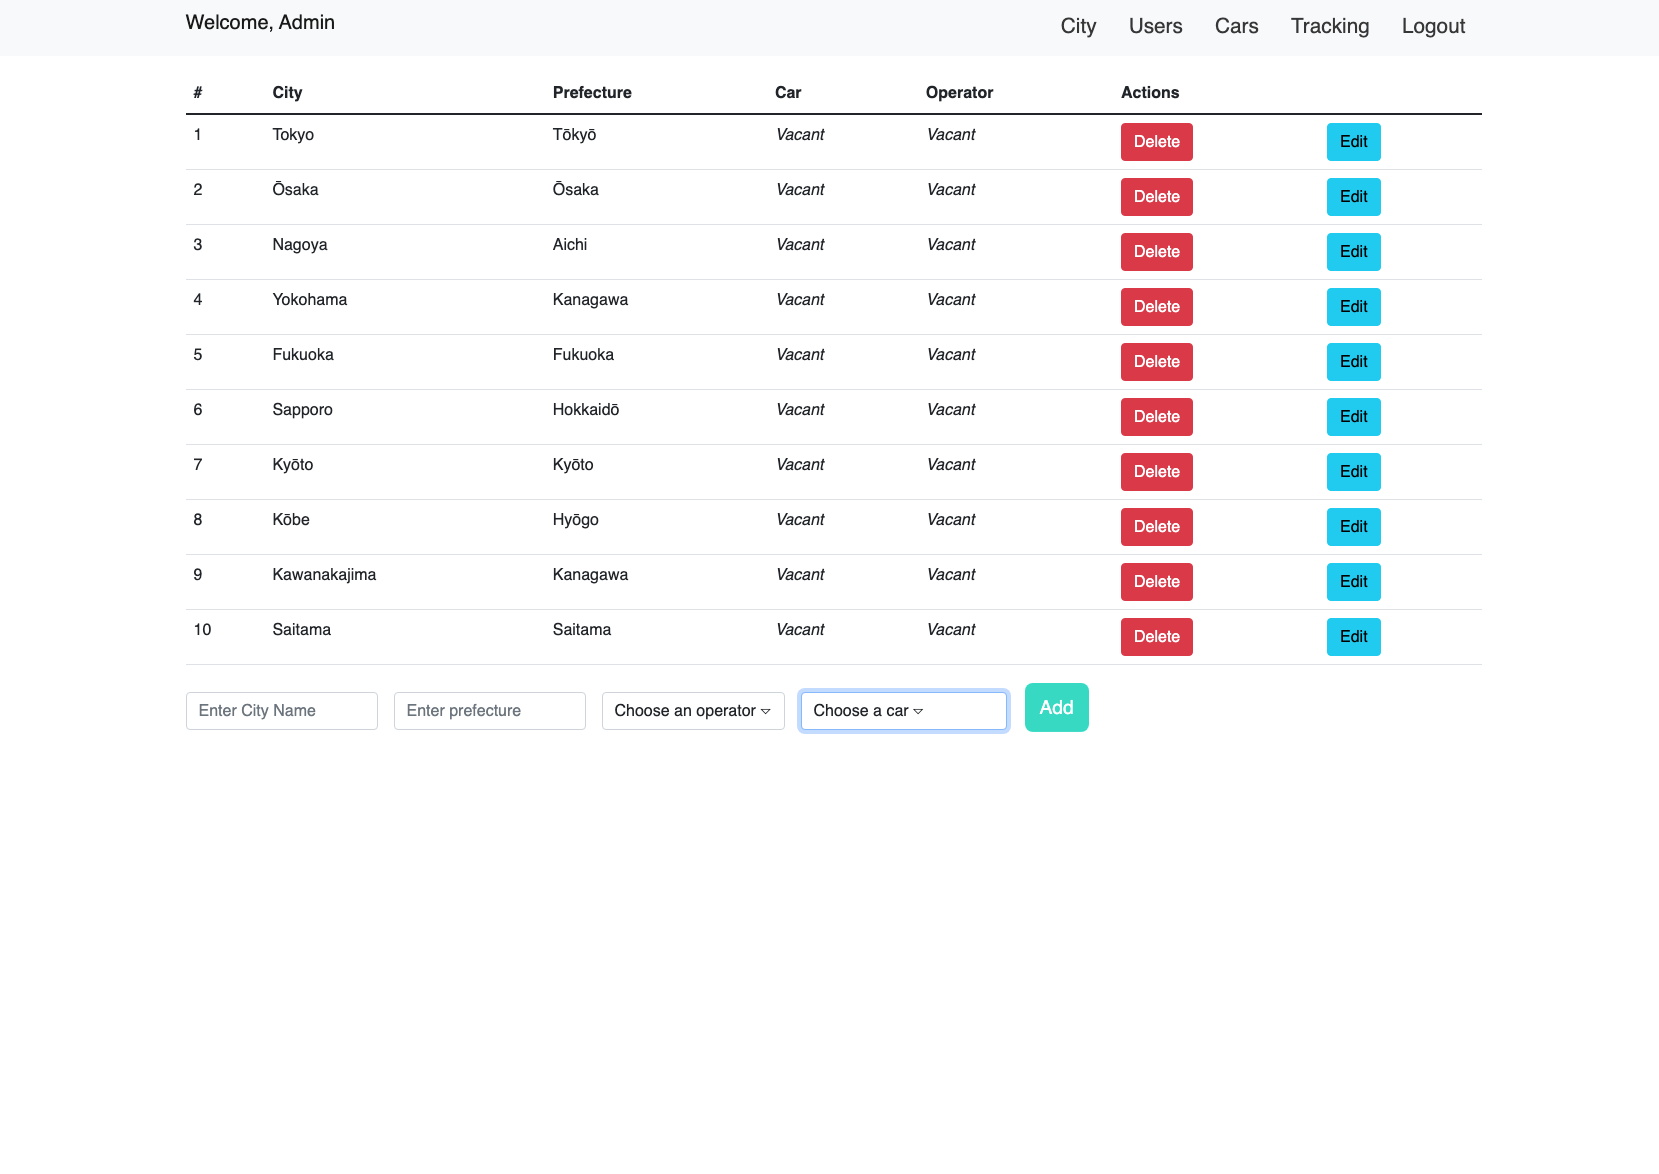 Welcome, Admin City Users Cars Tracking Logout
# City Prefecture Car Operator Actions
1 Tokyo Tōkyō Vacant Vacant Delete Edit
2 Ōsaka Ōsaka Vacant Vacant Delete Edit
3 Nagoya Aichi Vacant Vacant Delete Edit
4 Yokohama Kanagawa Vacant Vacant Delete Edit
5 Fukuoka Fukuoka Vacant Vacant Delete Edit
6 Sapporo Hokkaidō Vacant Vacant Delete Edit
7 Kyōto Kyōto Vacant Vacant Delete Edit
8 Kōbe Hyōgo Vacant Vacant Delete Edit
9 Kawanakajima Kanagawa Vacant Vacant Delete Edit
10 Saitama Saitama Vacant Vacant Delete Edit
Enter City Name Enter prefecture Choose an operator Choose a car Add